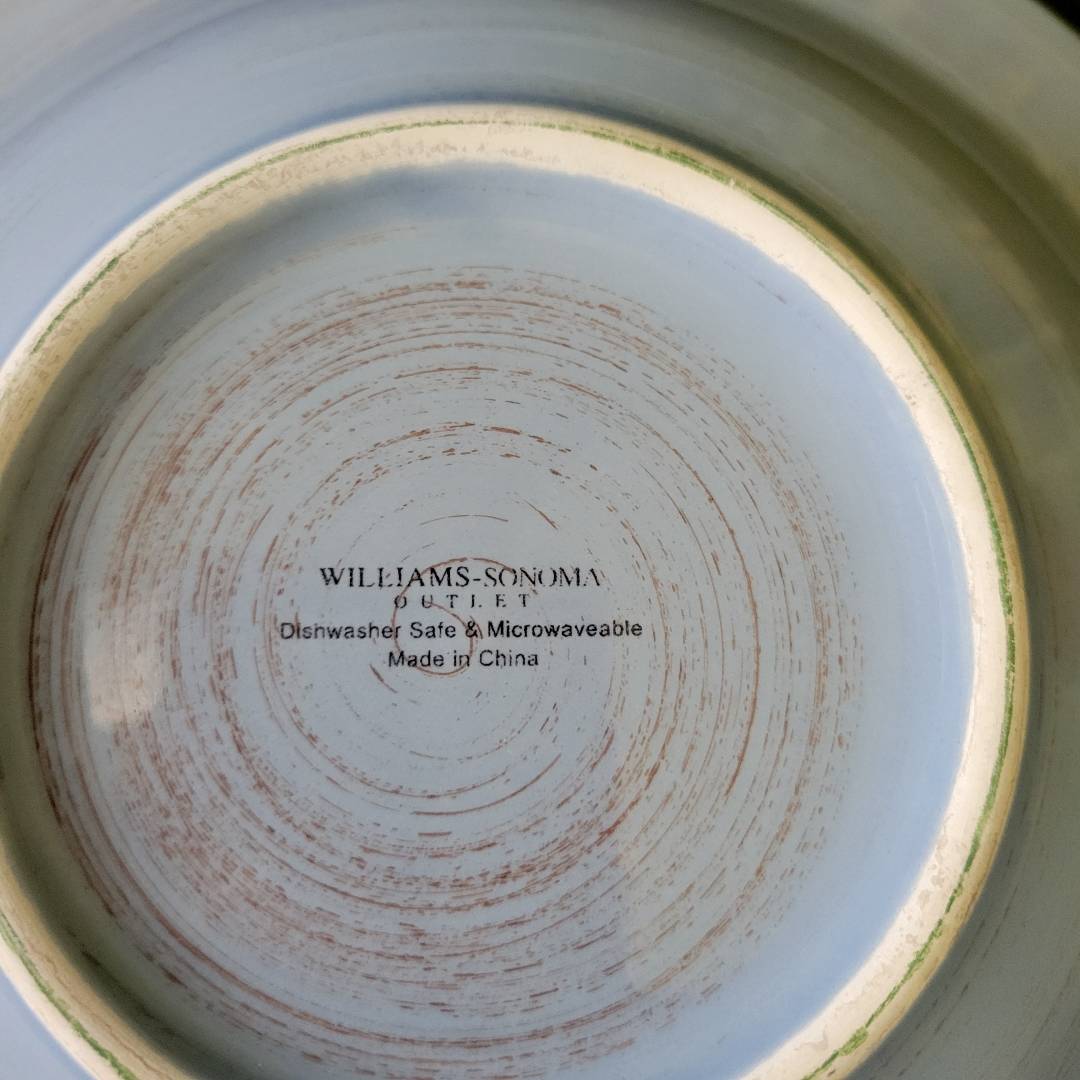 WILLIAMS-SONOMA
OUTLET
Dishwasher Safe & Microwaveable
Made in China